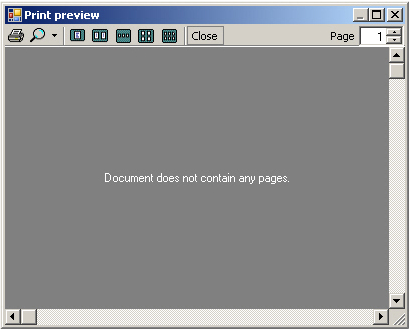 Print preview
Close
Page 1
Document does not contain any pages.